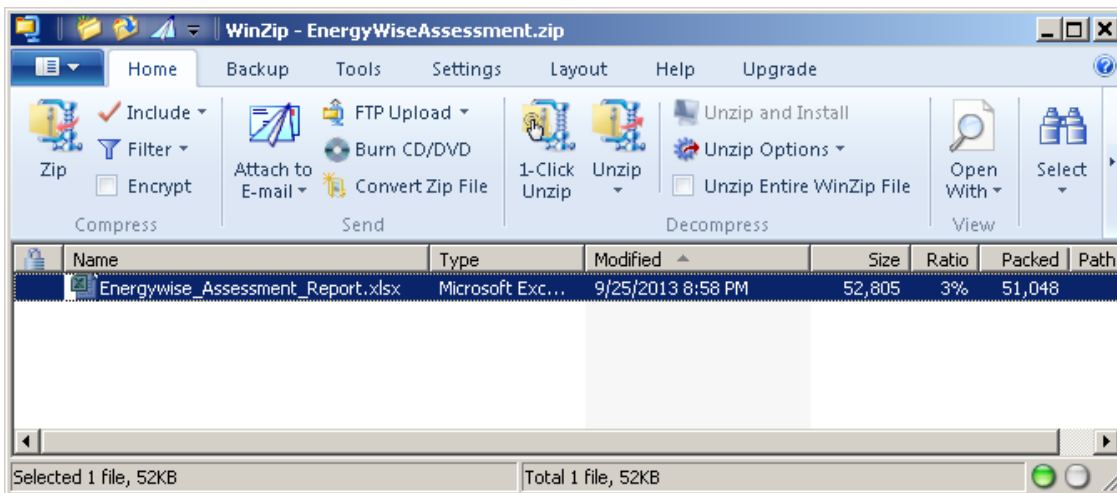 WinZip - EnergyWiseAssessment.zip
Home Backup Tools Settings Layout Help Upgrade
Include FTP Upload Unzip and Install
Filter Burn CD/DVD Unzip Options
Zip Attach to E-mail 1-Click Unzip Unzip Open With Select
Encrypt Convert Zip File Unzip Entire WinZip File
Compress Send Decompress View
Name Type Modified Size Ratio Packed Path
Energywise_Assessment_Report.xlsx Microsoft Exc... 9/25/2013 8:58 PM 52,805 3% 51,048
Selected 1 file, 52KB Total 1 file, 52KB